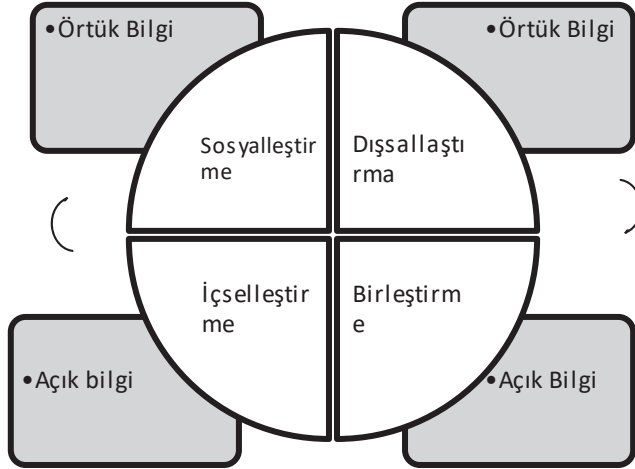 •Örtük Bilgi
•Örtük Bilgi
Sosyalleştir
me
Dışsallaştı
rma
İçselleştir
me
Birleştirm
e
•Açık bilgi
•Açık Bilgi